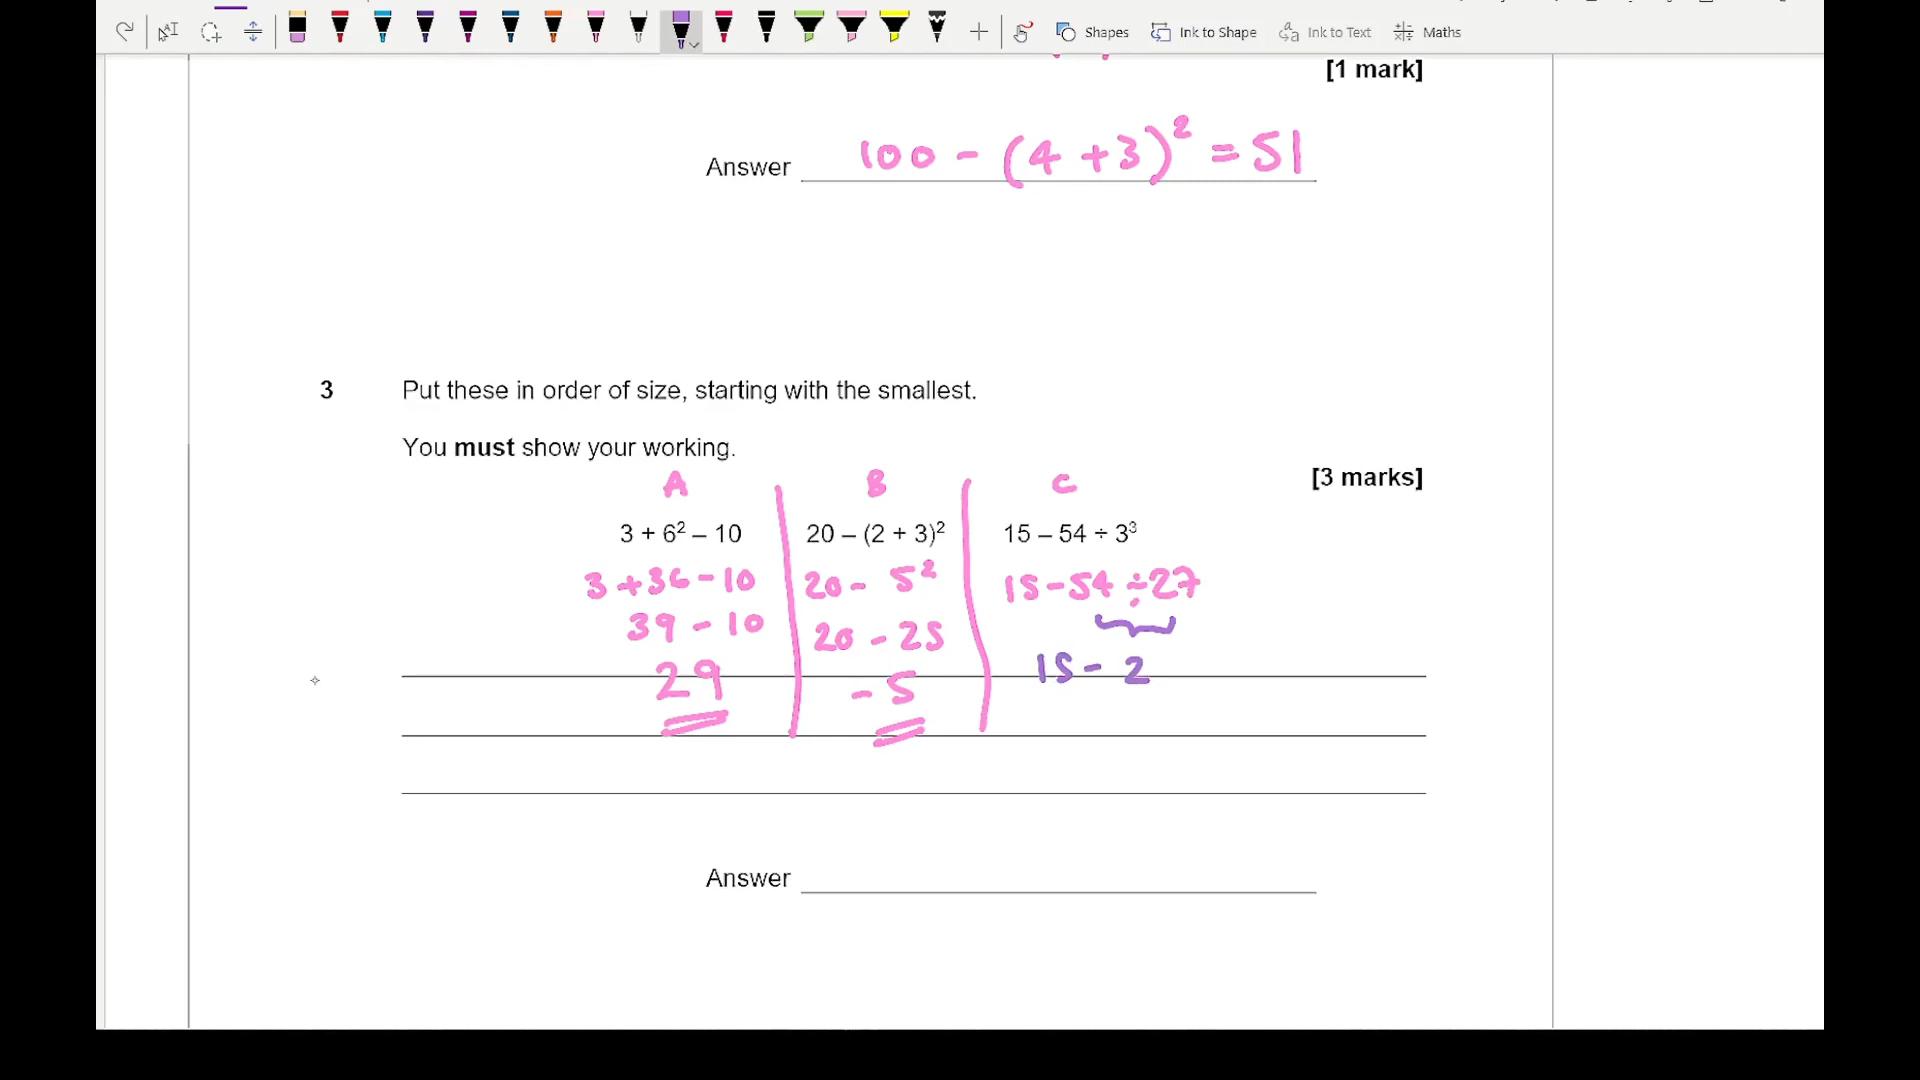 Shapes Ink to Shape Ink to Text Maths
[1 mark]
Answer 100 - (4 + 3)² = 51
3 Put these in order of size, starting with the smallest.
You must show your working.
[3 marks]
A B C
3 + 6² – 10 20 – (2 + 3)² 15 – 54 ÷ 3³
3 + 36 - 10 20 - 5² 15 - 54 ÷ 27
39 - 10 20 - 25
29 - 5 15 - 2
Answer